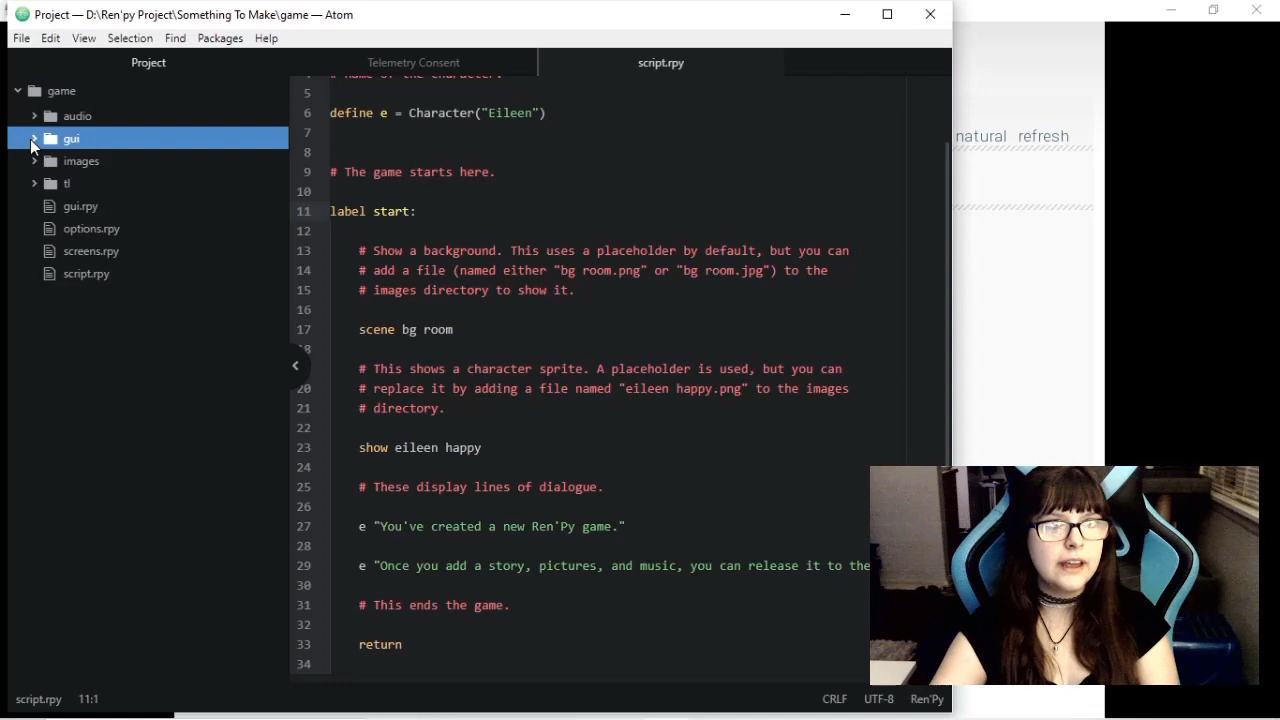 Project — D:\Ren'py Project\Something To Make\game — Atom
File Edit View Selection Find Packages Help
Project
Telemetry Consent
script.rpy
game
audio
gui
images
tl
gui.rpy
options.rpy
screens.rpy
script.rpy
# name of the character.
5
6 define e = Character("Eileen")
7
8
9 # The game starts here.
10
11 label start:
12
13 # Show a background. This uses a placeholder by default, but you can
14 # add a file (named either "bg room.png" or "bg room.jpg") to the
15 # images directory to show it.
16
17 scene bg room
18
# This shows a character sprite. A placeholder is used, but you can
20 # replace it by adding a file named "eileen happy.png" to the images
21 # directory.
22
23 show eileen happy
24
25 # These display lines of dialogue.
26
27 e "You've created a new Ren'Py game."
28
29 e "Once you add a story, pictures, and music, you can release it to the
30
31 # This ends the game.
32
33 return
34
script.rpy 11:1 CRLF UTF-8 Ren'Py
natural refresh